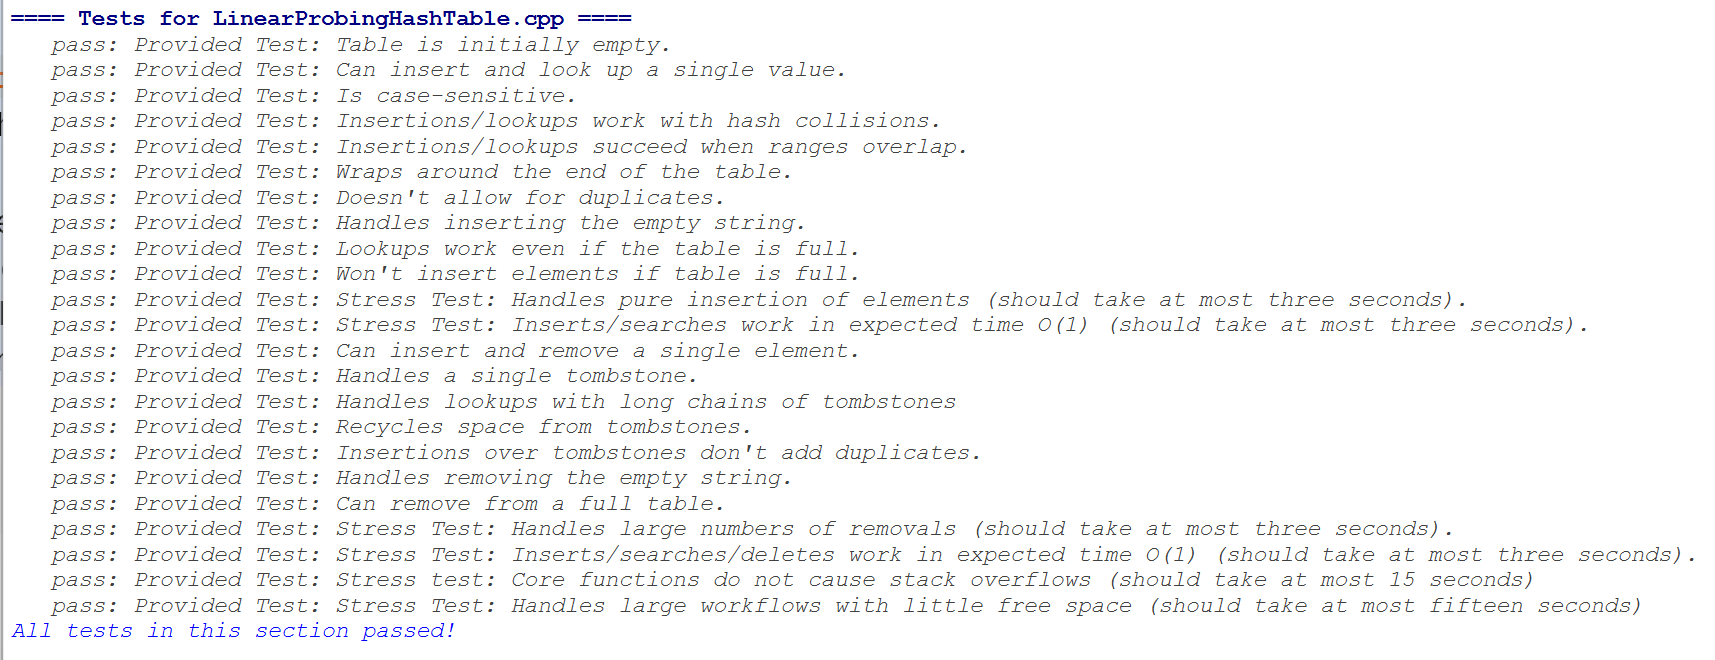 ==== Tests for LinearProbingHashTable.cpp ====
pass: Provided Test: Table is initially empty.
pass: Provided Test: Can insert and look up a single value.
pass: Provided Test: Is case-sensitive.
pass: Provided Test: Insertions/lookups work with hash collisions.
pass: Provided Test: Insertions/lookups succeed when ranges overlap.
pass: Provided Test: Wraps around the end of the table.
pass: Provided Test: Doesn't allow for duplicates.
pass: Provided Test: Handles inserting the empty string.
pass: Provided Test: Lookups work even if the table is full.
pass: Provided Test: Won't insert elements if table is full.
pass: Provided Test: Stress Test: Handles pure insertion of elements (should take at most three seconds).
pass: Provided Test: Stress Test: Inserts/searches work in expected time O(1) (should take at most three seconds).
pass: Provided Test: Can insert and remove a single element.
pass: Provided Test: Handles a single tombstone.
pass: Provided Test: Handles lookups with long chains of tombstones
pass: Provided Test: Recycles space from tombstones.
pass: Provided Test: Insertions over tombstones don't add duplicates.
pass: Provided Test: Handles removing the empty string.
pass: Provided Test: Can remove from a full table.
pass: Provided Test: Stress Test: Handles large numbers of removals (should take at most three seconds).
pass: Provided Test: Stress Test: Inserts/searches/deletes work in expected time O(1) (should take at most three seconds).
pass: Provided Test: Stress test: Core functions do not cause stack overflows (should take at most 15 seconds)
pass: Provided Test: Stress Test: Handles large workflows with little free space (should take at most fifteen seconds)
All tests in this section passed!